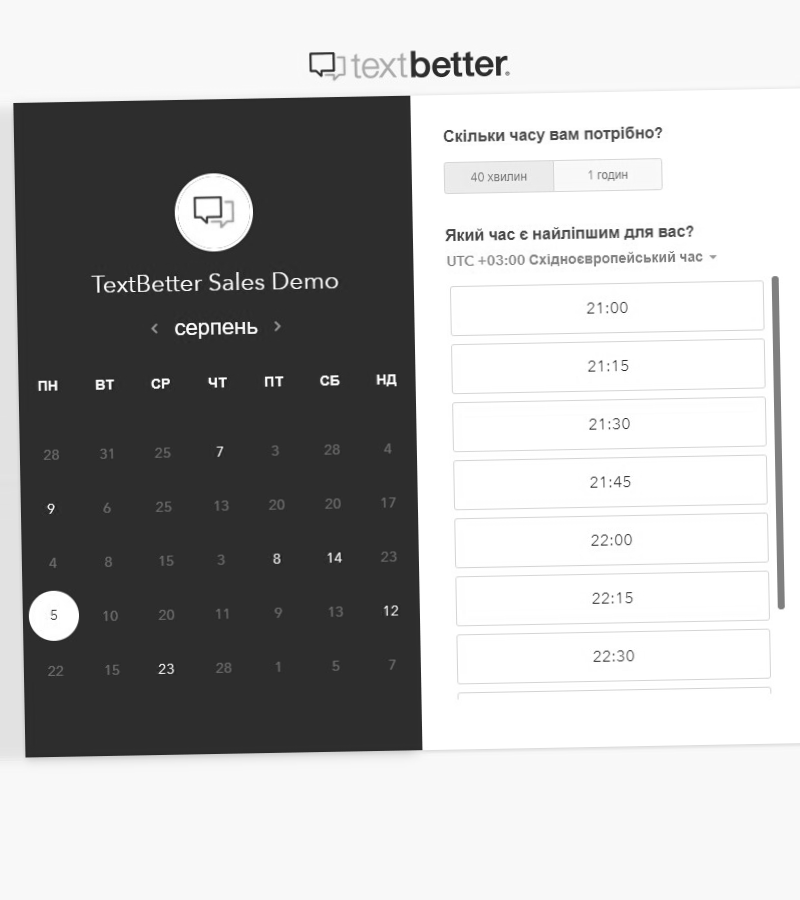 textbetter®
TextBetter Sales Demo
< серпень >
ПН ВТ СР ЧТ ПТ СБ НД
28 31 25 7 3 28 4
9 6 25 13 20 20 17
4 8 15 3 8 14 23
5 10 20 11 9 13 12
22 15 23 28 1 5 7
Скільки часу вам потрібно?
40 хвилин 1 годин
Який час є найліпшим для вас?
UTC +03:00 Східноєвропейський час
21:00
21:15
21:30
21:45
22:00
22:15
22:30